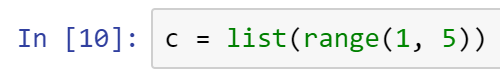 In [10]: c = list(range(1, 5))